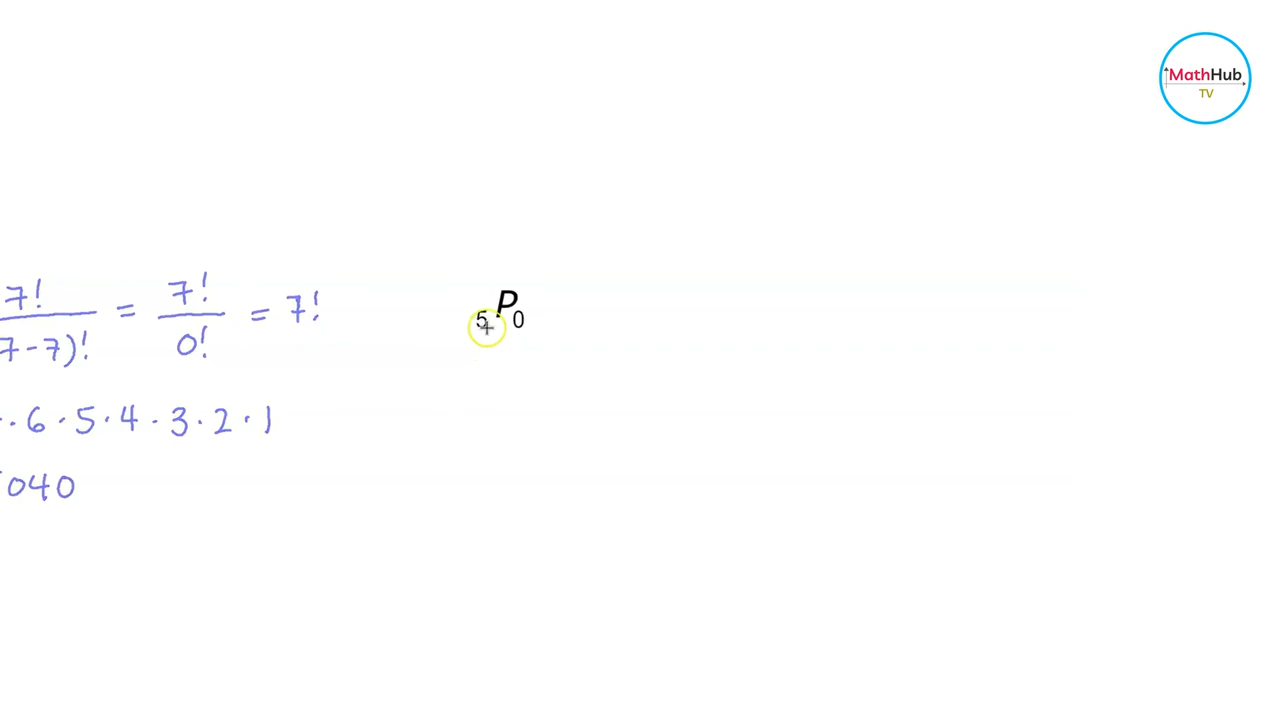 MathHub
TV
7! / 7-7)! = 7! / 0! = 7!
5P0
· 6 · 5 · 4 · 3 · 2 · 1
040